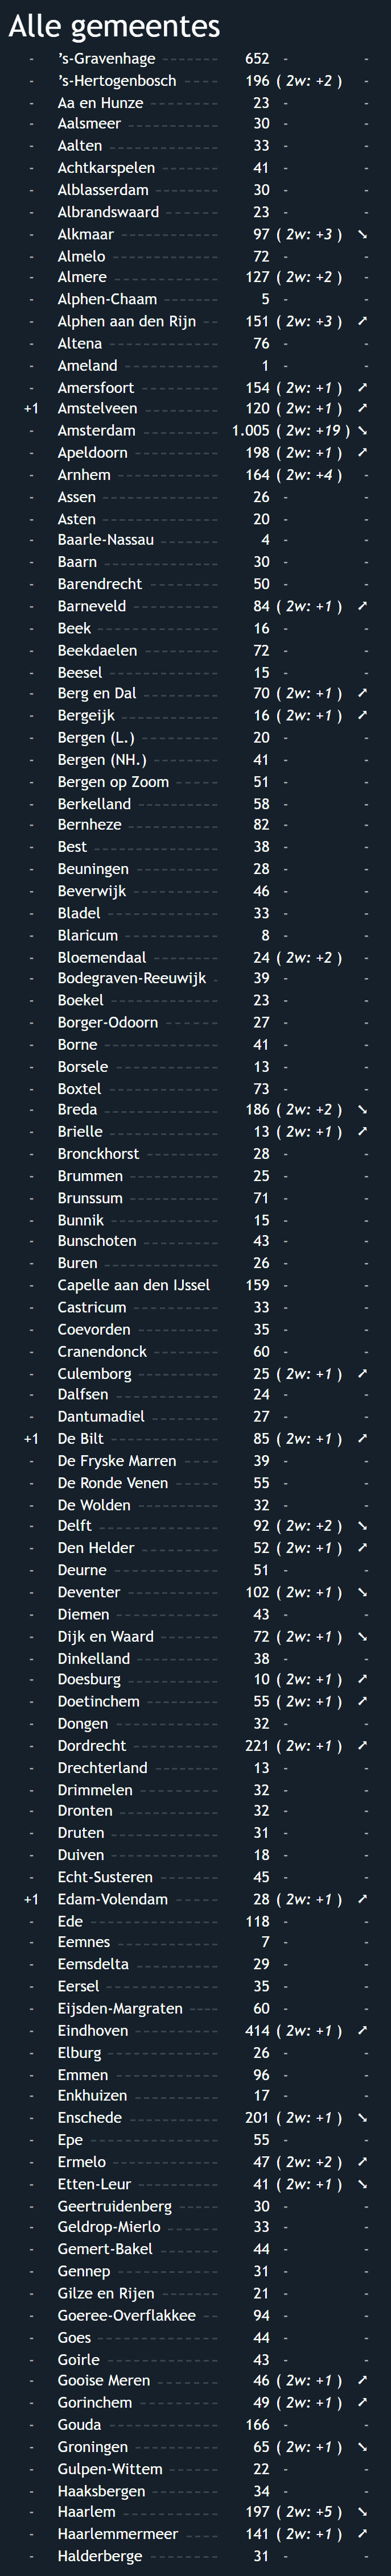 Alle gemeentes
- ’s-Gravenhage ------- 652 - -
- ’s-Hertogenbosch ----- 196 ( 2w: +2 ) -
- Aa en Hunze -------- 23 - -
- Aalsmeer ---------- 30 - -
- Aalten ------------ 33 - -
- Achtkarspelen ------- 41 - -
- Alblasserdam -------- 30 - -
- Albrandswaard ------- 23 - -
- Alkmaar ----------- 97 ( 2w: +3 ) ➘
- Almelo ------------ 72 - -
- Almere ------------ 127 ( 2w: +2 ) -
- Alphen-Chaam ------- 5 - -
- Alphen aan den Rijn -- 151 ( 2w: +3 ) ➚
- Altena ------------ 76 - -
- Ameland ----------- 1 - -
- Amersfoort --------- 154 ( 2w: +1 ) ➚
+1 Amstelveen --------- 120 ( 2w: +1 ) ➚
- Amsterdam --------- 1.005 ( 2w: +19 ) ➘
- Apeldoorn --------- 198 ( 2w: +1 ) ➚
- Arnhem ----------- 164 ( 2w: +4 ) -
- Assen ------------- 26 - -
- Asten ------------- 20 - -
- Baarle-Nassau ------- 4 - -
- Baarn ------------- 30 - -
- Barendrecht -------- 50 - -
- Barneveld ---------- 84 ( 2w: +1 ) ➚
- Beek ------------- 16 - -
- Beekdaelen --------- 72 - -
- Beesel ------------ 15 - -
- Berg en Dal --------- 70 ( 2w: +1 ) ➚
- Bergeijk ----------- 16 ( 2w: +1 ) ➚
- Bergen (L.) --------- 20 - -
- Bergen (NH.) -------- 41 - -
- Bergen op Zoom ------ 51 - -
- Berkelland ---------- 58 - -
- Bernheze ---------- 82 - -
- Best -------------- 38 - -
- Beuningen --------- 28 - -
- Beverwijk ---------- 46 - -
- Bladel ------------ 33 - -
- Blaricum ---------- 8 - -
- Bloemendaal -------- 24 ( 2w: +2 ) -
- Bodegraven-Reeuwijk - 39 - -
- Boekel ------------ 23 - -
- Borger-Odoorn ------- 27 - -
- Borne ------------- 41 - -
- Borsele ----------- 13 - -
- Boxtel ------------ 73 - -
- Breda ------------- 186 ( 2w: +2 ) ➘
- Brielle ------------ 13 ( 2w: +1 ) ➚
- Bronckhorst --------- 28 - -
- Brummen ---------- 25 - -
- Brunssum ---------- 71 - -
- Bunnik ------------ 15 - -
- Bunschoten --------- 43 - -
- Buren ------------- 26 - -
- Capelle aan den IJssel 159 - -
- Castricum ---------- 33 - -
- Coevorden --------- 35 - -
- Cranendonck -------- 60 - -
- Culemborg --------- 25 ( 2w: +1 ) ➚
- Dalfsen ----------- 24 - -
- Dantumadiel -------- 27 - -
+1 De Bilt ------------ 85 ( 2w: +1 ) ➚
- De Fryske Marren ----- 39 - -
- De Ronde Venen ------ 55 - -
- De Wolden --------- 32 - -
- Delft ------------- 92 ( 2w: +2 ) ➘
- Den Helder --------- 52 ( 2w: +1 ) ➚
- Deurne ------------ 51 - -
- Deventer ---------- 102 ( 2w: +1 ) ➘
- Diemen ----------- 43 - -
- Dijk en Waard ------- 72 ( 2w: +1 ) ➘
- Dinkelland ---------- 38 - -
- Doesburg ---------- 10 ( 2w: +1 ) ➚
- Doetinchem --------- 55 ( 2w: +1 ) ➚
- Dongen ----------- 32 - -
- Dordrecht ---------- 221 ( 2w: +1 ) ➚
- Drechterland -------- 13 - -
- Drimmelen --------- 32 - -
- Dronten ----------- 32 - -
- Druten ------------ 31 - -
- Duiven ------------ 18 - -
- Echt-Susteren ------- 45 - -
+1 Edam-Volendam ----- 28 ( 2w: +1 ) ➚
- Ede -------------- 118 - -
- Eemnes ----------- 7 - -
- Eemsdelta --------- 29 - -
- Eersel ------------ 35 - -
- Eijsden-Margraten ---- 60 - -
- Eindhoven --------- 414 ( 2w: +1 ) ➚
- Elburg ------------ 26 - -
- Emmen ----------- 96 - -
- Enkhuizen --------- 17 - -
- Enschede ---------- 201 ( 2w: +1 ) ➘
- Epe -------------- 55 - -
- Ermelo ------------ 47 ( 2w: +2 ) ➚
- Etten-Leur --------- 41 ( 2w: +1 ) ➘
- Geertruidenberg ----- 30 - -
- Geldrop-Mierlo ------ 33 - -
- Gemert-Bakel ------- 44 - -
- Gennep ----------- 31 - -
- Gilze en Rijen ------- 21 - -
- Goeree-Overflakkee -- 94 - -
- Goes ------------- 44 - -
- Goirle ------------ 43 - -
- Gooise Meren ------- 46 ( 2w: +1 ) ➚
- Gorinchem --------- 49 ( 2w: +1 ) ➚
- Gouda ------------ 166 - -
- Groningen --------- 65 ( 2w: +1 ) ➘
- Gulpen-Wittem ------ 22 - -
- Haaksbergen -------- 34 - -
- Haarlem ----------- 197 ( 2w: +5 ) ➘
- Haarlemmermeer ---- 141 ( 2w: +1 ) ➚
- Halderberge -------- 31 - -